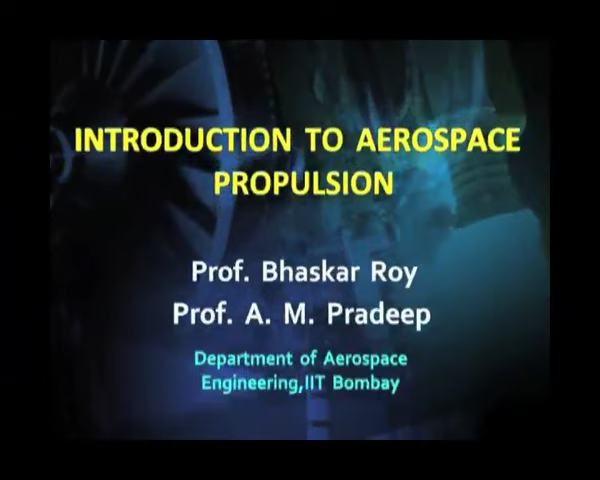 INTRODUCTION TO AEROSPACE
PROPULSION
Prof. Bhaskar Roy
Prof. A. M. Pradeep
Department of Aerospace
Engineering,IIT Bombay